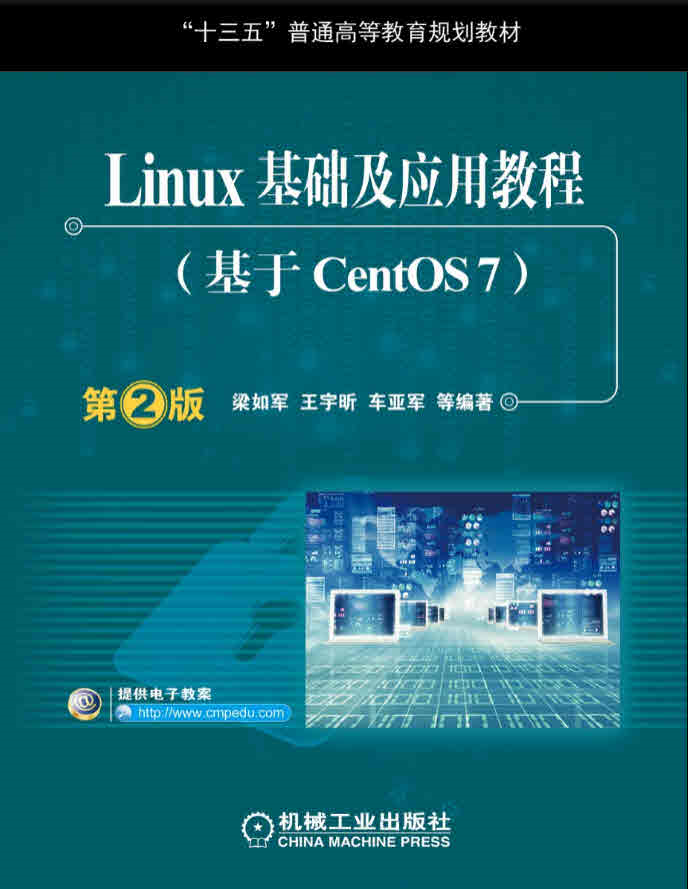 “十三五”普通高等教育规划教材
Linux 基础及应用教程
（基于 CentOS 7）
第2版 梁如军 王宇昕 车亚军 等编著
提供电子教案
http://www.cmpedu.com
机械工业出版社
CHINA MACHINE PRESS